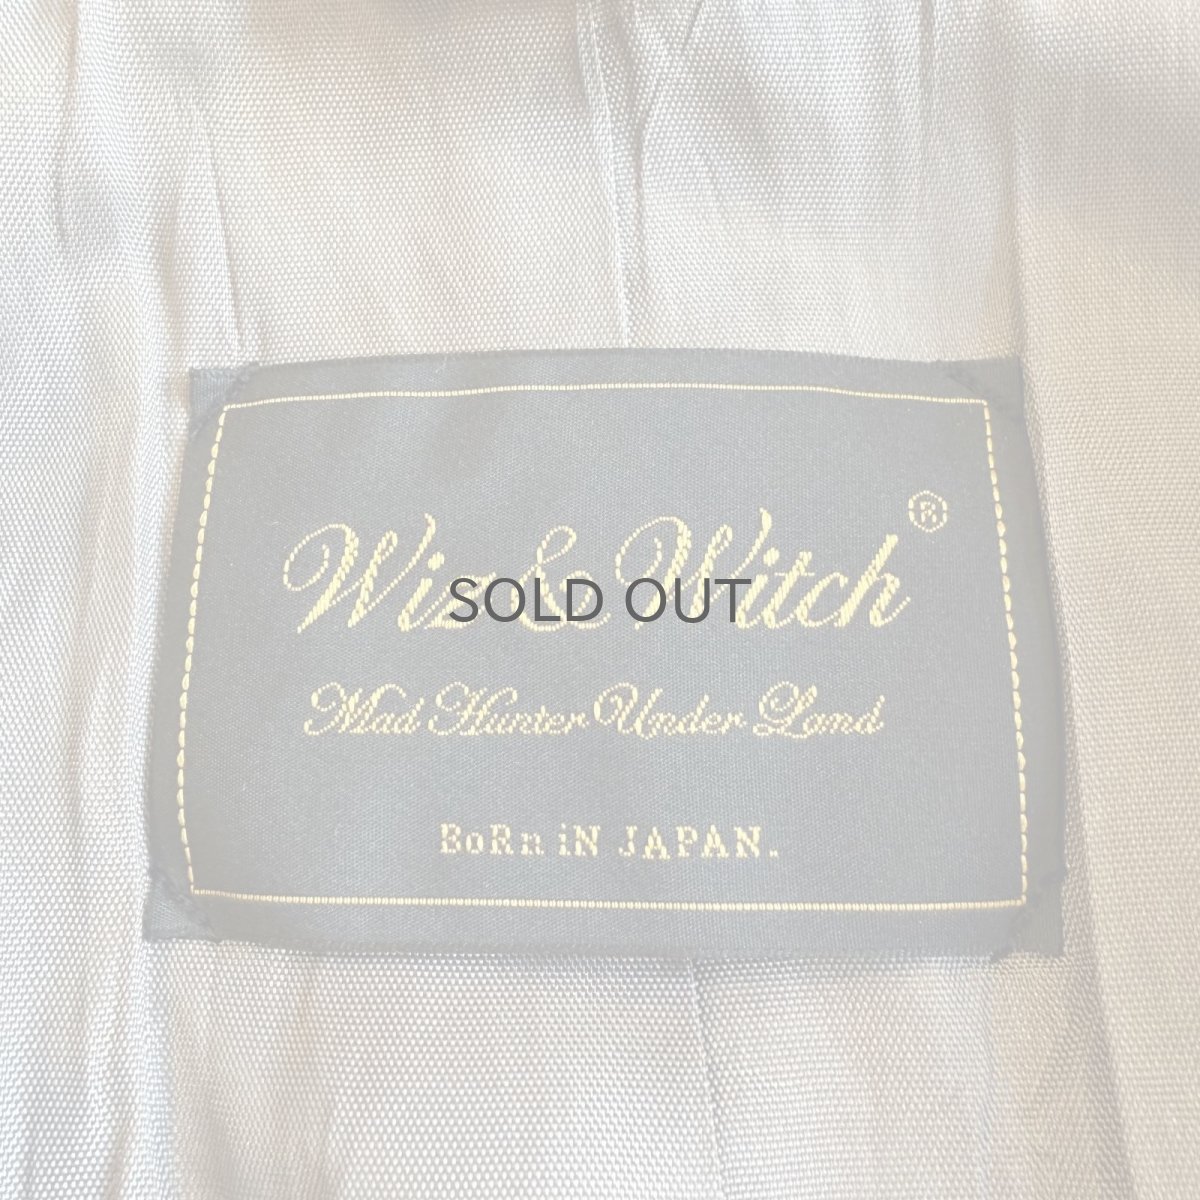 Wiz & Witch ®
SOLD OUT
Mad Hunter Under Land
BoRn iN JAPAN.